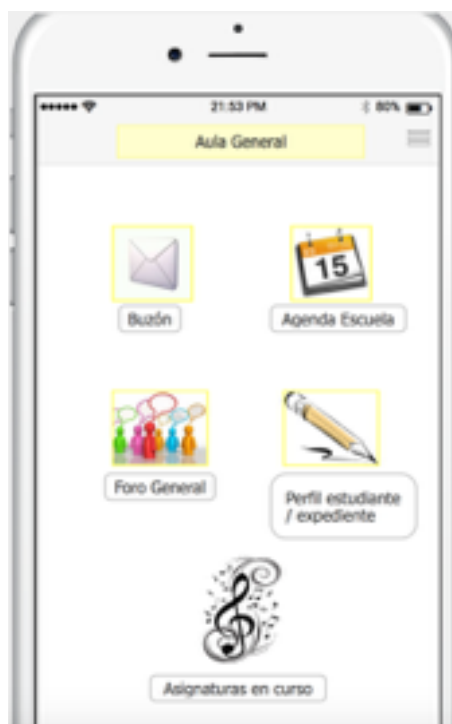 21:53 PM
80%
Aula General
15
Buzón
Agenda Escuela
Foro General
Perfil estudiante
/ expediente
Asignaturas en curso